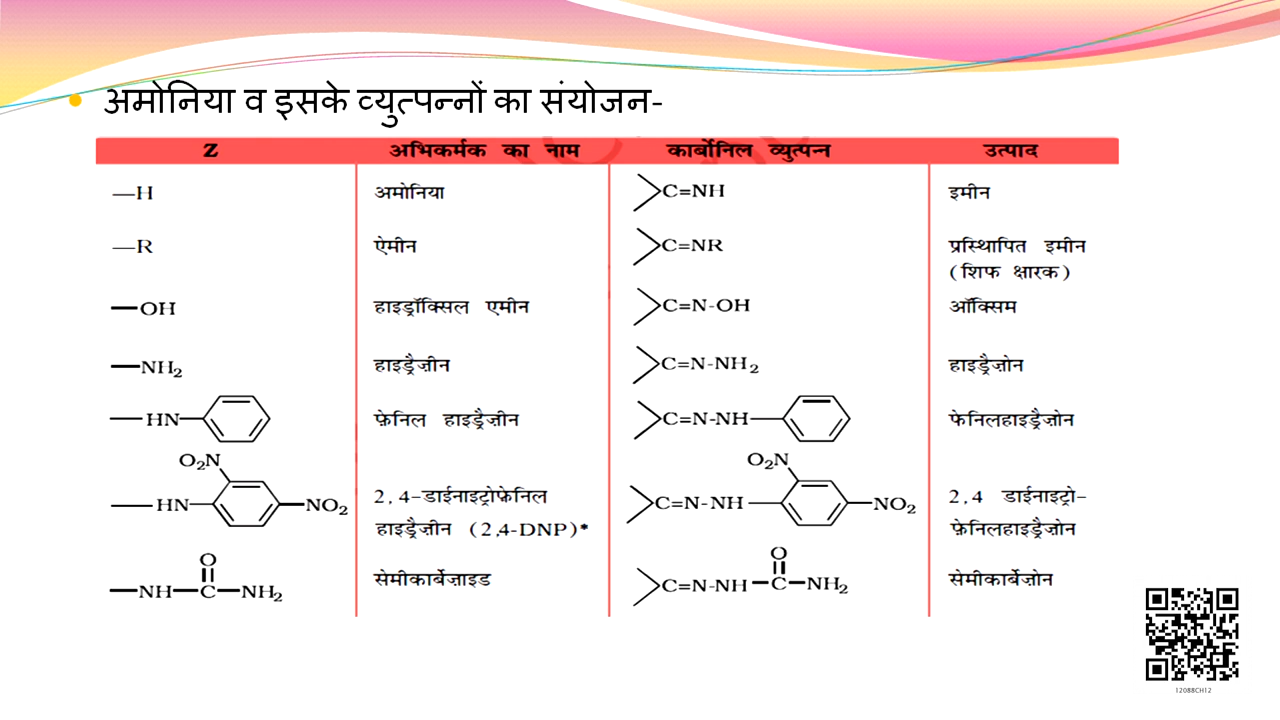 अमोनिया व इसके व्युत्पन्नों का संयोजन-
Z अभिकर्मक का नाम कार्बोनिल व्युत्पन्न उत्पाद
—H अमोनिया >C=NH इमीन
—R ऐमीन >C=NR प्रस्थापित इमीन
(शिफ क्षारक)
—OH हाइड्रॉक्सिल एमीन >C=N-OH ऑक्सिम
—NH₂ हाइड्रैज़ीन >C=N-NH₂ हाइड्रैज़ोन
—HN— फ़ेनिल हाइड्रैज़ीन >C=N-NH— फेनिलहाइड्रैज़ोन
O₂N O₂N
—HN— —NO₂ 2,4–डाईनाइट्रोफ़ेनिल >C=N-NH— —NO₂ 2,4 डाईनाइट्रो–
हाइड्रैज़ीन (2,4-DNP)* फ़ेनिलहाइड्रैज़ोन
O O
—NH—C—NH₂ सेमीकार्बेज़ाइड >C=N-NH—C—NH₂ सेमीकार्बेज़ोन
12088CH12